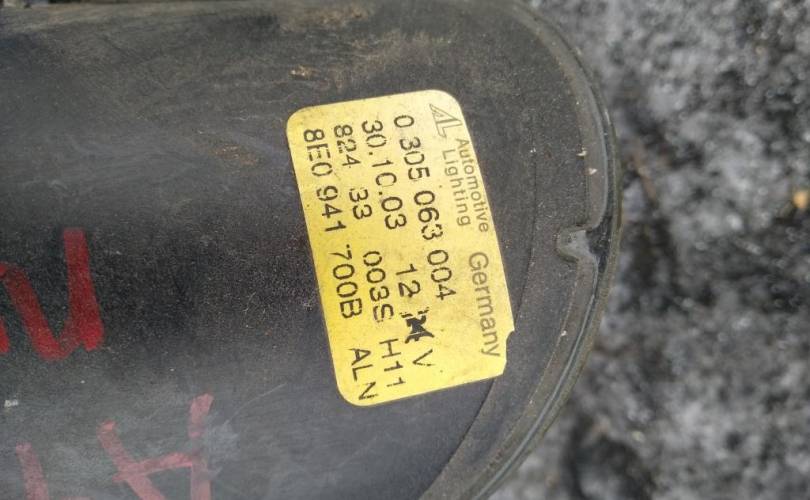 AL Automotive Lighting Germany
0 305 063 004
30.10.03 12 V
824 33 003S H11
8E0 941 700B ALN